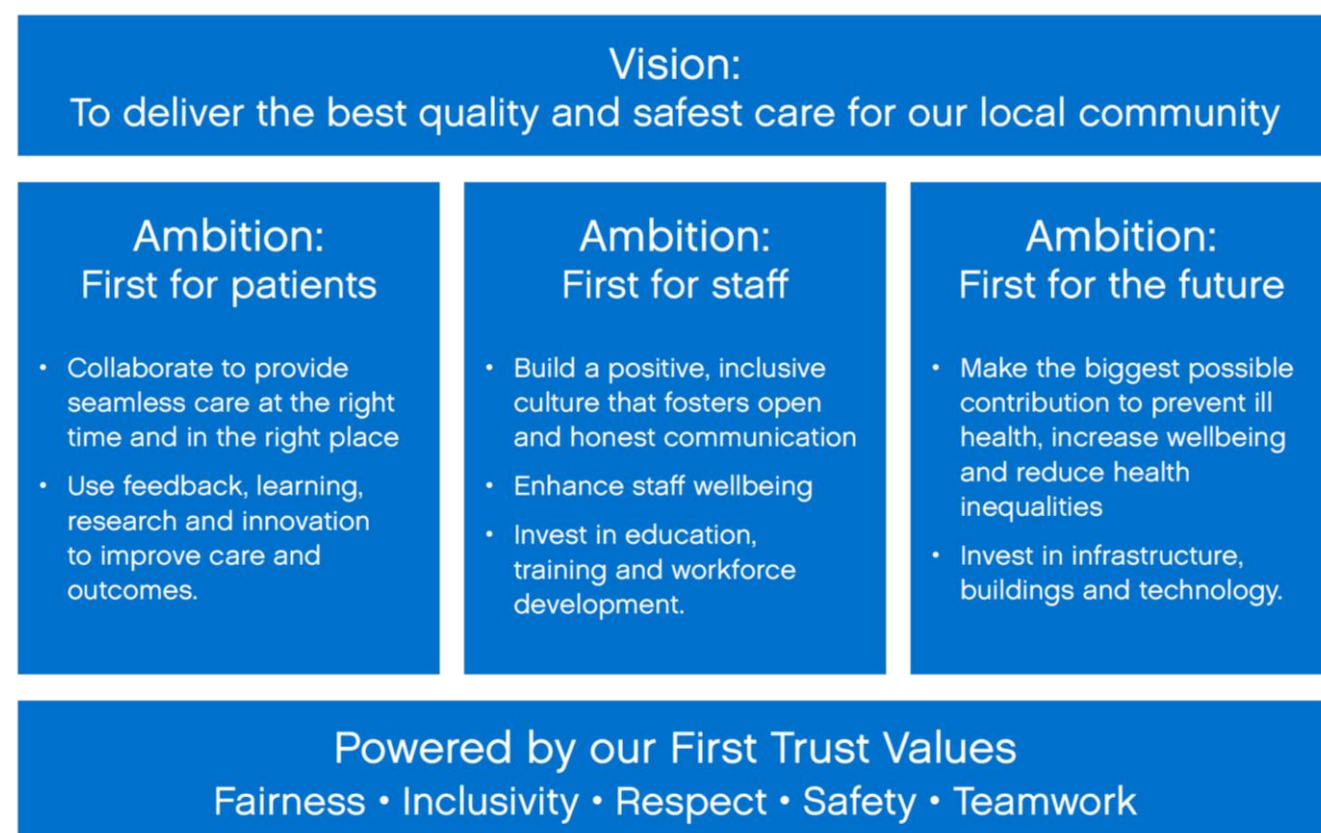 Vision:
To deliver the best quality and safest care for our local community
Ambition:
First for patients
• Collaborate to provide
seamless care at the right
time and in the right place
• Use feedback, learning,
research and innovation
to improve care and
outcomes.
Ambition:
First for staff
• Build a positive, inclusive
culture that fosters open
and honest communication
• Enhance staff wellbeing
• Invest in education,
training and workforce
development.
Ambition:
First for the future
• Make the biggest possible
contribution to prevent ill
health, increase wellbeing
and reduce health
inequalities
• Invest in infrastructure,
buildings and technology.
Powered by our First Trust Values
Fairness • Inclusivity • Respect • Safety • Teamwork